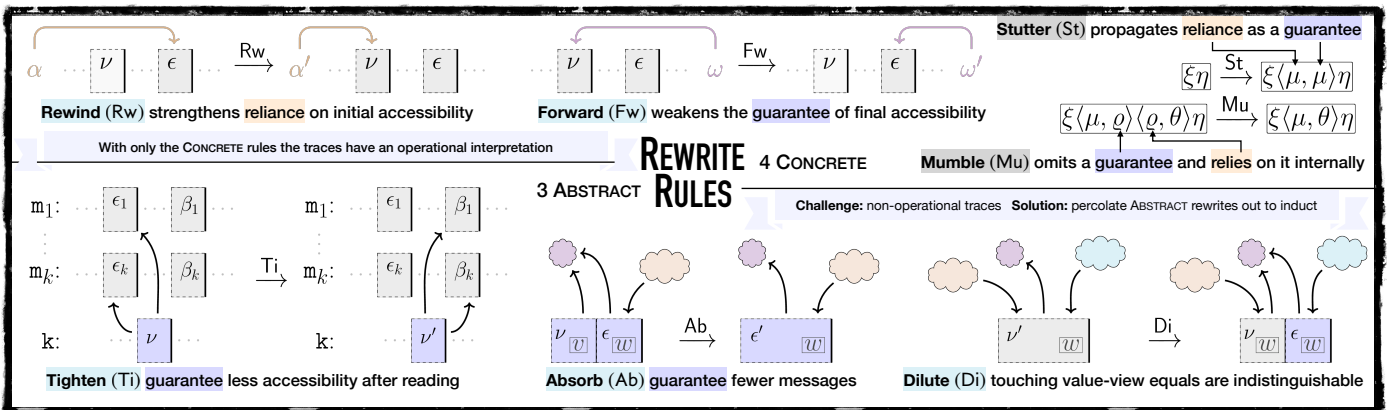 Stutter (St) propagates reliance as a guarantee
α ··· ν ϵ ··· Rw α′ ··· ν ϵ ···
··· ν ϵ ··· ω Fw ··· ν ϵ ··· ω′
ξη St ξ⟨μ, μ⟩η
Rewind (Rw) strengthens reliance on initial accessibility
Forward (Fw) weakens the guarantee of final accessibility
ξ⟨μ, ϱ⟩⟨ϱ, θ⟩η Mu ξ⟨μ, θ⟩η
With only the CONCRETE rules the traces have an operational interpretation
REWRITE
4 CONCRETE
Mumble (Mu) omits a guarantee and relies on it internally
3 ABSTRACT
RULES
Challenge: non-operational traces Solution: percolate ABSTRACT rewrites out to induct
m₁: ··· ϵ₁ ··· β₁ ··· m₁: ··· ϵ₁ ··· β₁ ···
mₖ: ··· ϵₖ ··· βₖ ··· Ti mₖ: ··· ϵₖ ··· βₖ ···
k: ··· ν ··· k: ··· ν′ ···
ν v ϵ w Ab ϵ′ w
ν′ w Di ν w ϵ w
Tighten (Ti) guarantee less accessibility after reading
Absorb (Ab) guarantee fewer messages
Dilute (Di) touching value-view equals are indistinguishable